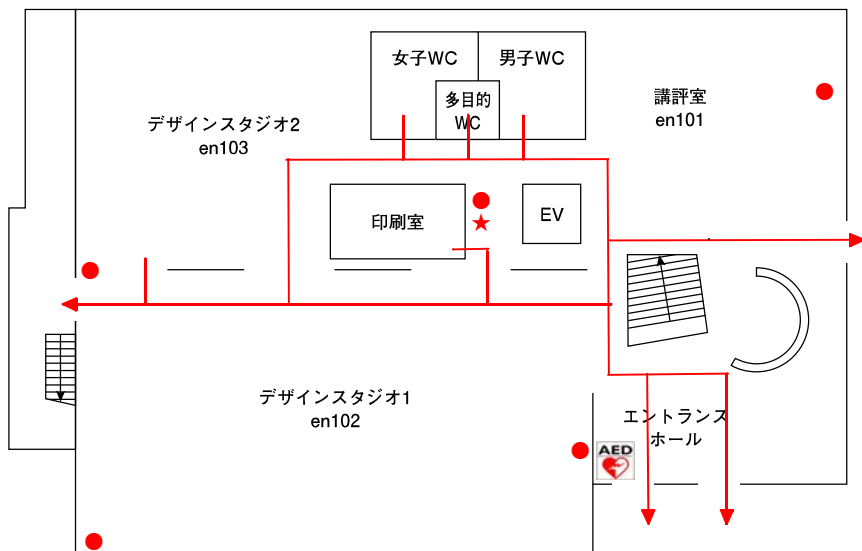 女子WC
男子WC
多目的
WC
講評室
en101
デザインスタジオ2
en103
印刷室
EV
デザインスタジオ1
en102
エントランス
ホール
AED